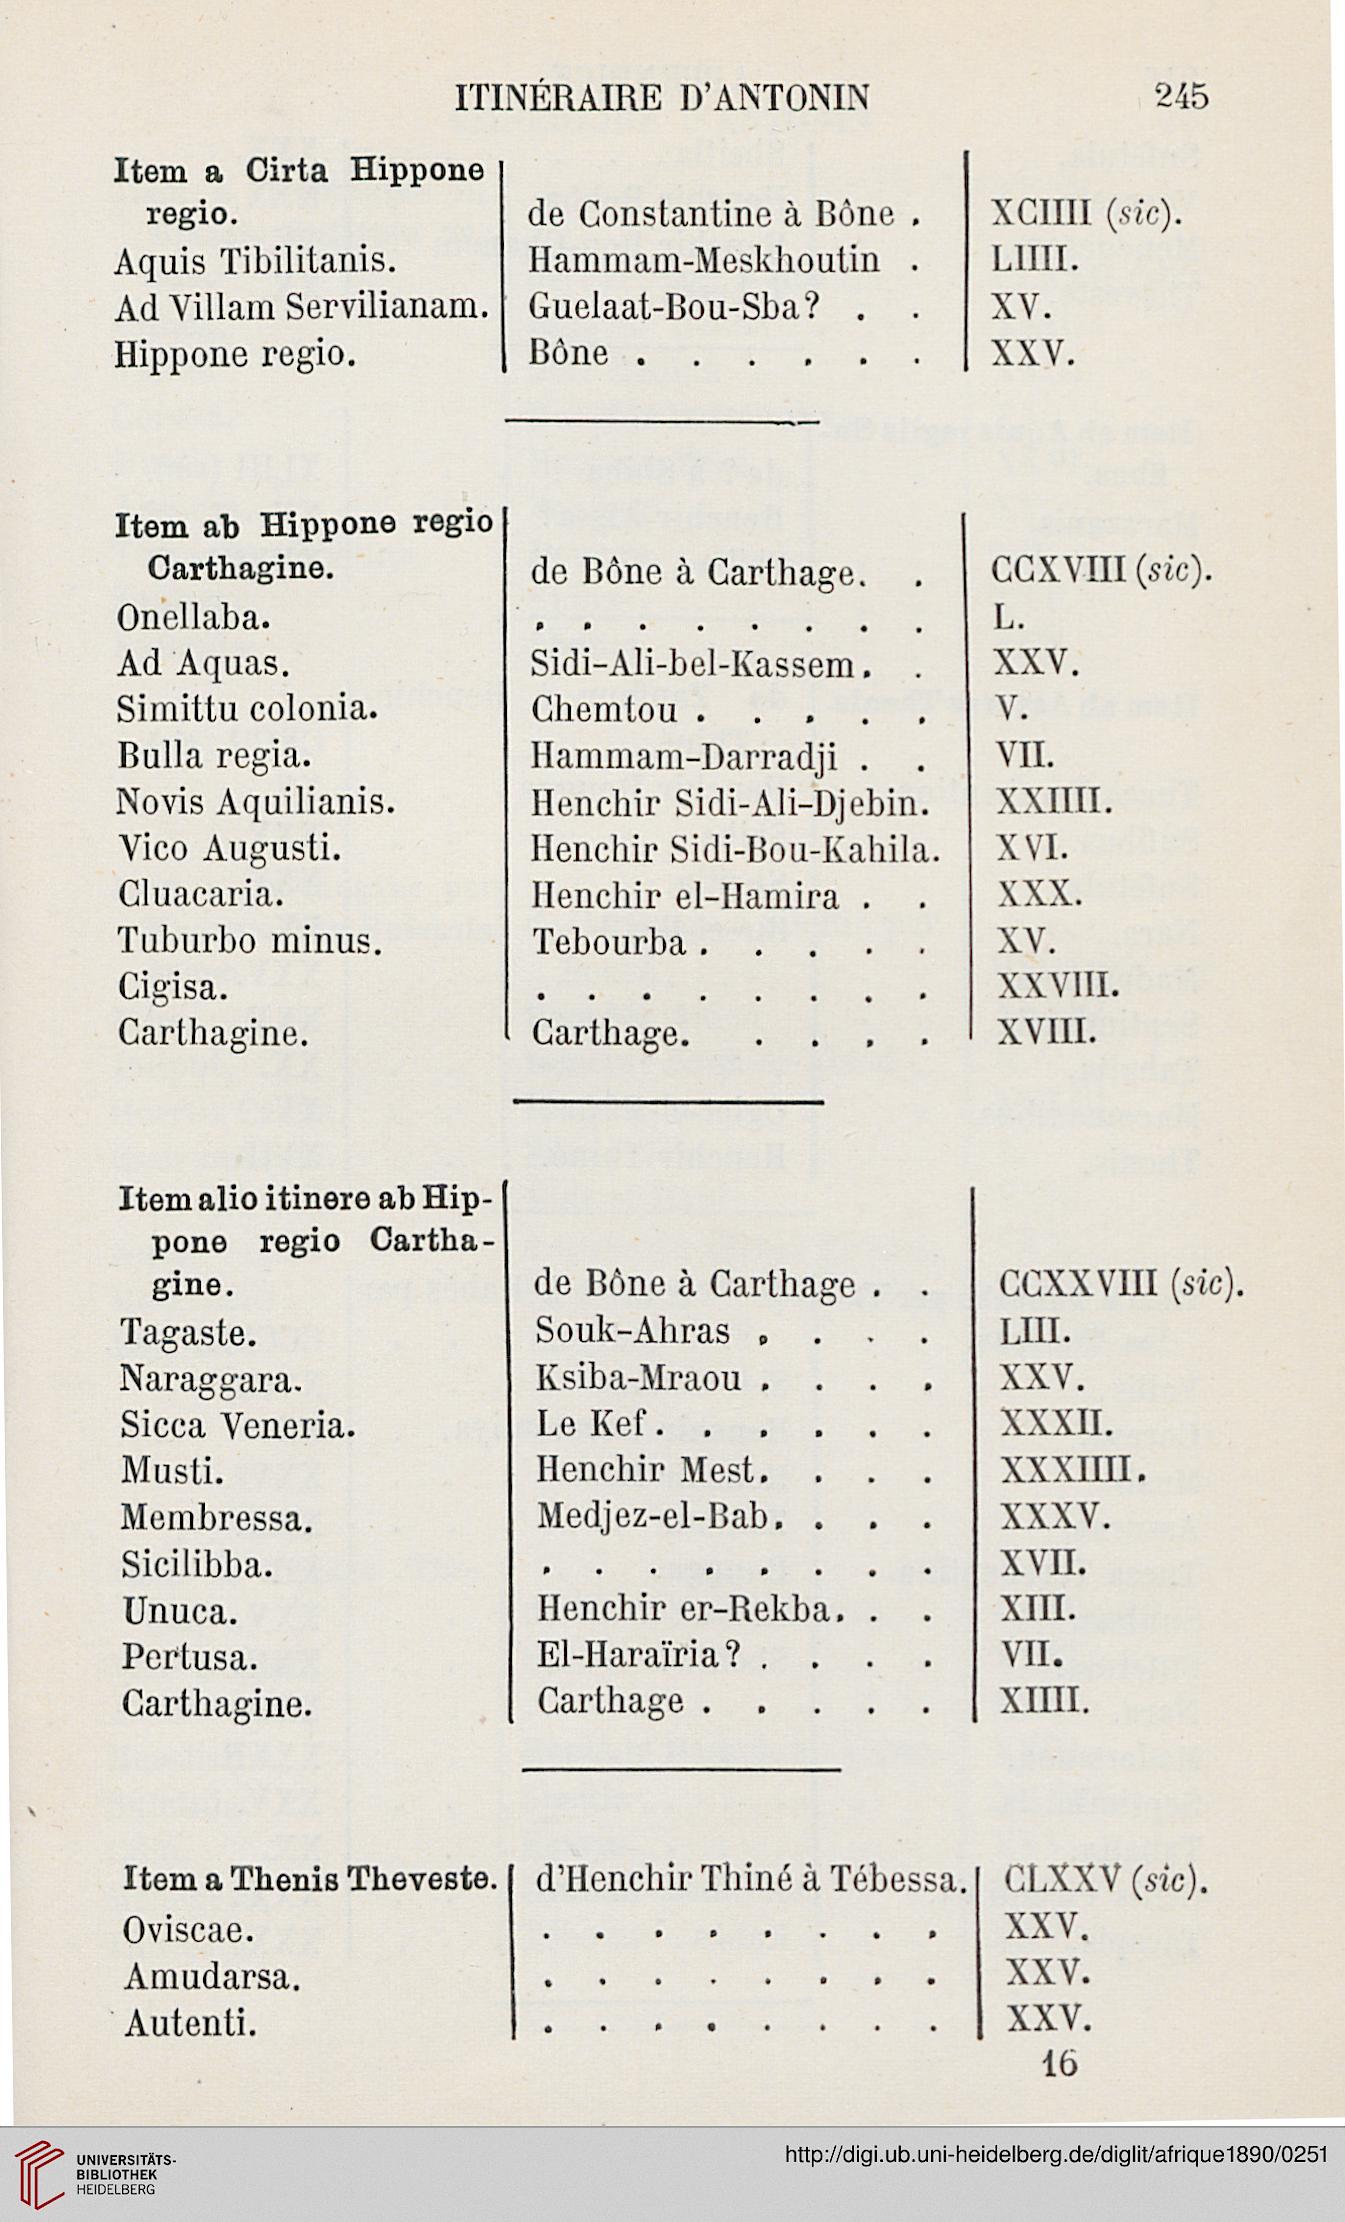 ITINÉRAIRE D'ANTONIN 245
Item a Cirta Hippone
regio. de Constantine à Bône . XCIIII (sic).
Aquis Tibilitanis. Hammam-Meskhoutin . LIIII.
Ad Villam Servilianam. Guelaat-Bou-Sba? . . XV.
Hippone regio. Bône . . . . . . XXV.
Item ab Hippone regio
Carthagine. de Bône à Carthage. . CCXVIII (sic).
Onellaba. . . . . . . . . L.
Ad Aquas. Sidi-Ali-bel-Kassem. . XXV.
Simittu colonia. Chemtou . . . . . V.
Bulla regia. Hammam-Darradji . . VII.
Novis Aquilianis. Henchir Sidi-Ali-Djebin. XXIIII.
Vico Augusti. Henchir Sidi-Bou-Kahila. XVI.
Cluacaria. Henchir el-Hamira . . XXX.
Tuburbo minus. Tebourba . . . . . XV.
Cigisa. . . . . . . . . XXVIII.
Carthagine. Carthage. . . . . XVIII.
Item alio itinere ab Hip-
pone regio Cartha-
gine. de Bône à Carthage . . CCXXVIII (sic).
Tagaste. Souk-Ahras . . . . LIII.
Naraggara. Ksiba-Mraou . . . . XXV.
Sicca Veneria. Le Kef . . . . . . XXXII.
Musti. Henchir Mest. . . . XXXIIII.
Membressa. Medjez-el-Bab. . . . XXXV.
Sicilibba. . . . . . . . . XVII.
Unuca. Henchir er-Rekba. . . XIII.
Pertusa. El-Haraïria? . . . . VII.
Carthagine. Carthage . . . . . XIIII.
Item a Thenis Theveste. d'Henchir Thiné à Tébessa. CLXXV (sic).
Oviscae. . . . . . . . . XXV.
Amudarsa. . . . . . . . . XXV.
Autenti. . . . . . . . . XXV.
16
UNIVERSITÄTS-
BIBLIOTHEK
HEIDELBERG
http://digi.ub.uni-heidelberg.de/diglit/afrique1890/0251